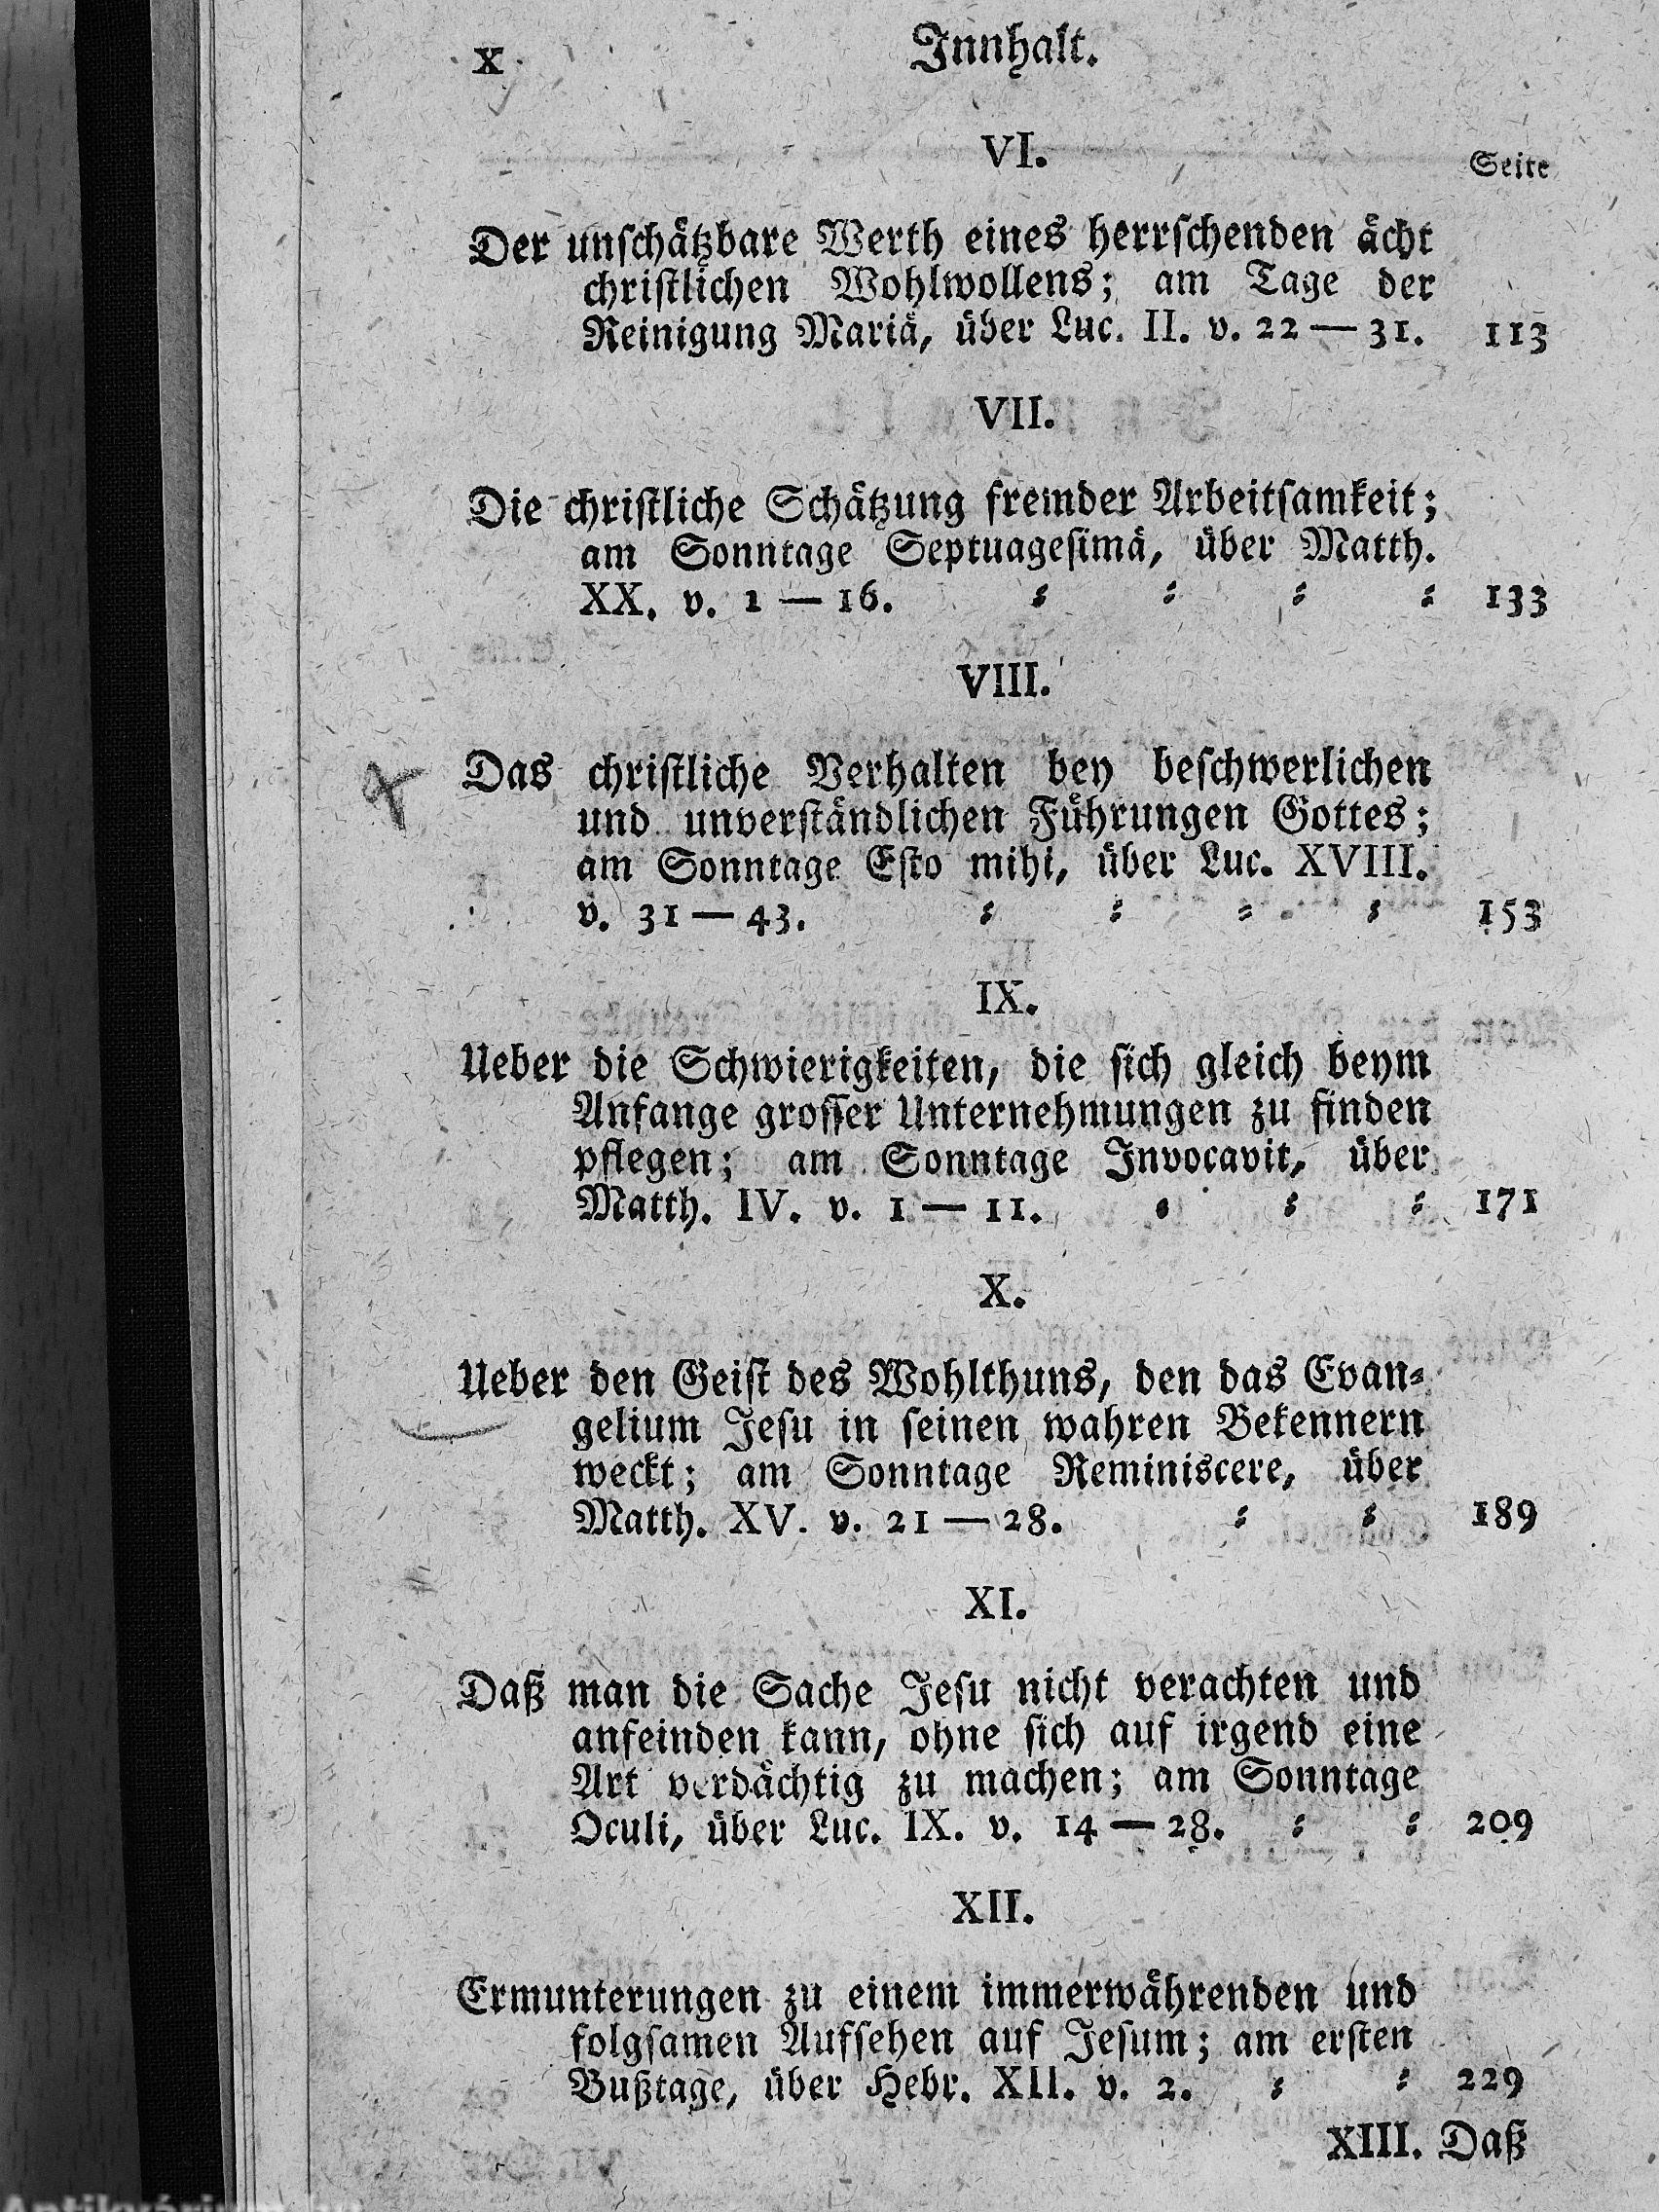 X
Innhalt.
VI.
Seite
Der unschätzbare Werth eines herrschenden ächt
christlichen Wohlwollens; am Tage der
Reinigung Mariä, über Luc. II. v. 22 — 31. 113
VII.
Die christliche Schätzung fremder Arbeitsamkeit;
am Sonntage Septuagesimä, über Matth.
XX. v. 1 — 16. 133
VIII.
Das christliche Verhalten bey beschwerlichen
und unverständlichen Führungen Gottes;
am Sonntage Esto mihi, über Luc. XVIII.
v. 31 — 43. 153
IX.
Ueber die Schwierigkeiten, die sich gleich beym
Anfange grosser Unternehmungen zu finden
pflegen; am Sonntage Invocavit, über
Matth. IV. v. 1 — 11. 171
X.
Ueber den Geist des Wohlthuns, den das Evan-
gelium Jesu in seinen wahren Bekennern
weckt; am Sonntage Reminiscere, über
Matth. XV. v. 21 — 28. 189
XI.
Daß man die Sache Jesu nicht verachten und
anfeinden kann, ohne sich auf irgend eine
Art verdächtig zu machen; am Sonntage
Oculi, über Luc. IX. v. 14 — 28. 209
XII.
Ermunterungen zu einem immerwährenden und
folgsamen Aufsehen auf Jesum; am ersten
Bußtage, über Hebr. XII. v. 2. 229
XIII. Daß